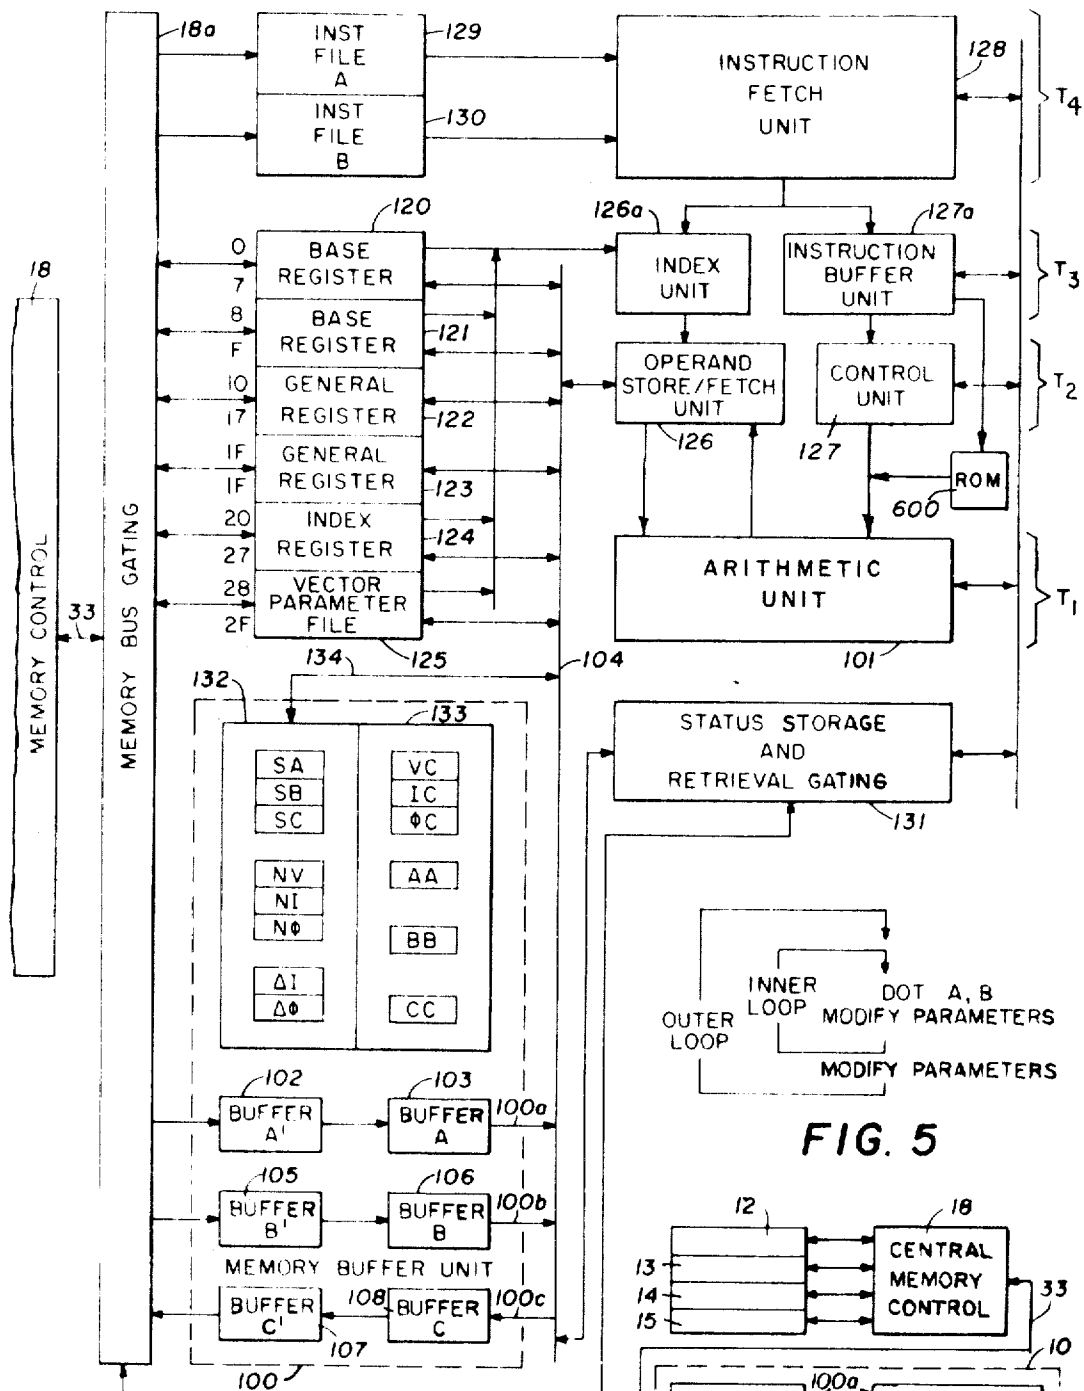 18a
INST
FILE
A
129
INST
FILE
B
130
INSTRUCTION
FETCH
UNIT
128
T4
120
0
BASE
REGISTER
7
8
BASE
REGISTER
121
F
10
GENERAL
REGISTER
122
17
1F
GENERAL
REGISTER
123
1F
20
INDEX
REGISTER
124
27
28
VECTOR
PARAMETER
FILE
2F
125
126a
INDEX
UNIT
127a
INSTRUCTION
BUFFER
UNIT
T3
OPERAND
STORE/FETCH
UNIT
126
CONTROL
UNIT
127
T2
ROM
600
ARITHMETIC
UNIT
101
T1
18
MEMORY CONTROL
33
MEMORY BUS GATING
134
104
132
133
SA
SB
SC
NV
NI
NΦ
ΔI
ΔΦ
VC
IC
ΦC
AA
BB
CC
STATUS STORAGE
AND
RETRIEVAL GATING
131
102
BUFFER
A'
103
BUFFER
A
100a
105
BUFFER
B'
106
BUFFER
B
100b
MEMORY BUFFER UNIT
BUFFER
C'
107
108
BUFFER
C
100c
100
OUTER
LOOP
INNER
LOOP
DOT A, B
MODIFY PARAMETERS
MODIFY PARAMETERS
FIG. 5
12
13
14
15
18
CENTRAL
MEMORY
CONTROL
33
10
100a